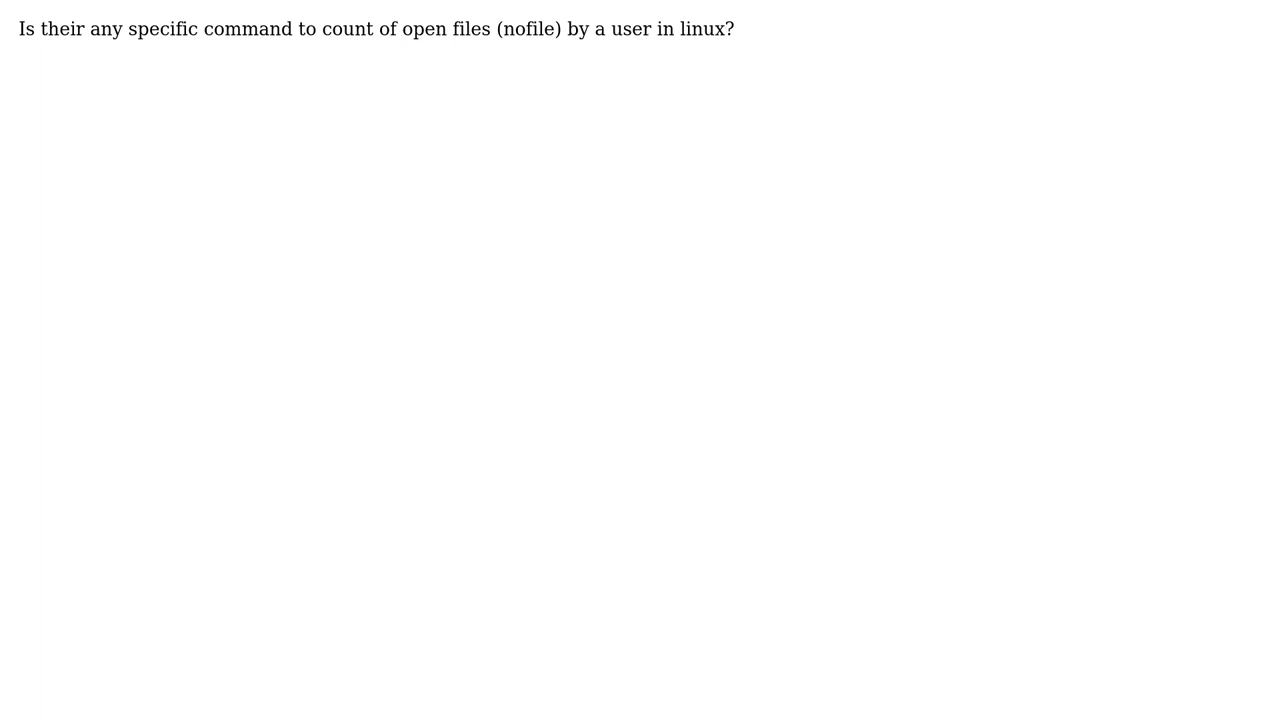 Is their any specific command to count of open files (nofile) by a user in linux?